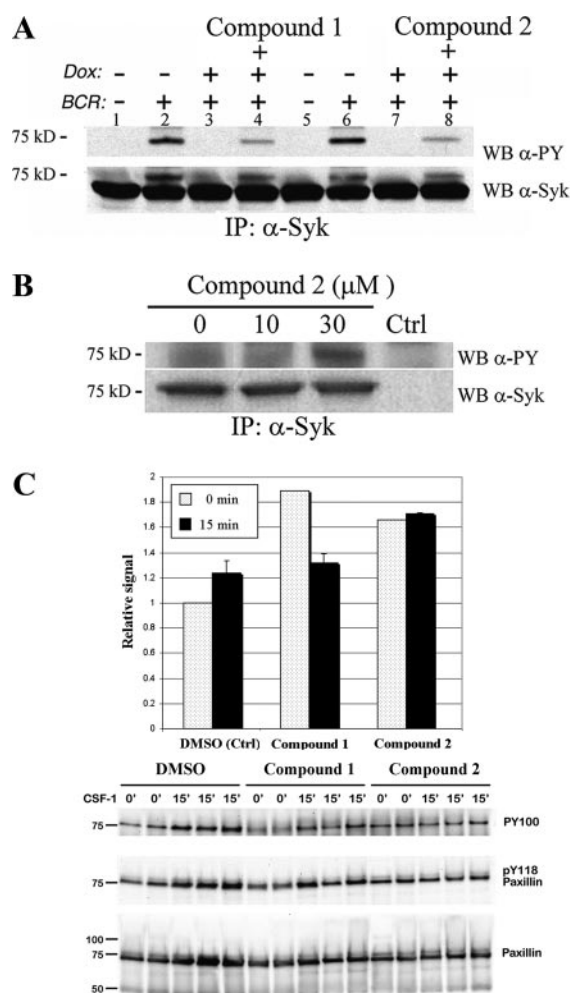 A
Compound 1
Compound 2
+ +
Dox: - - + + - - + +
BCR: - + + + - + + +
1 2 3 4 5 6 7 8
75 kD -
WB α-PY
75 kD -
WB α-Syk
IP: α-Syk
B
Compound 2 (μM )
0 10 30 Ctrl
75 kD -
WB α-PY
75 kD -
WB α-Syk
IP: α-Syk
C
2
1.8
1.6
1.4
1.2
1
0.8
0.6
0.4
0.2
0
Relative signal
0 min
15 min
DMSO (Ctrl) Compound 1 Compound 2
DMSO Compound 1 Compound 2
CSF-1 0' 0' 15' 15' 15' 0' 0' 15' 15' 15' 0' 0' 15' 15' 15'
75
PY100
75
pY118
Paxillin
100
75
50
Paxillin